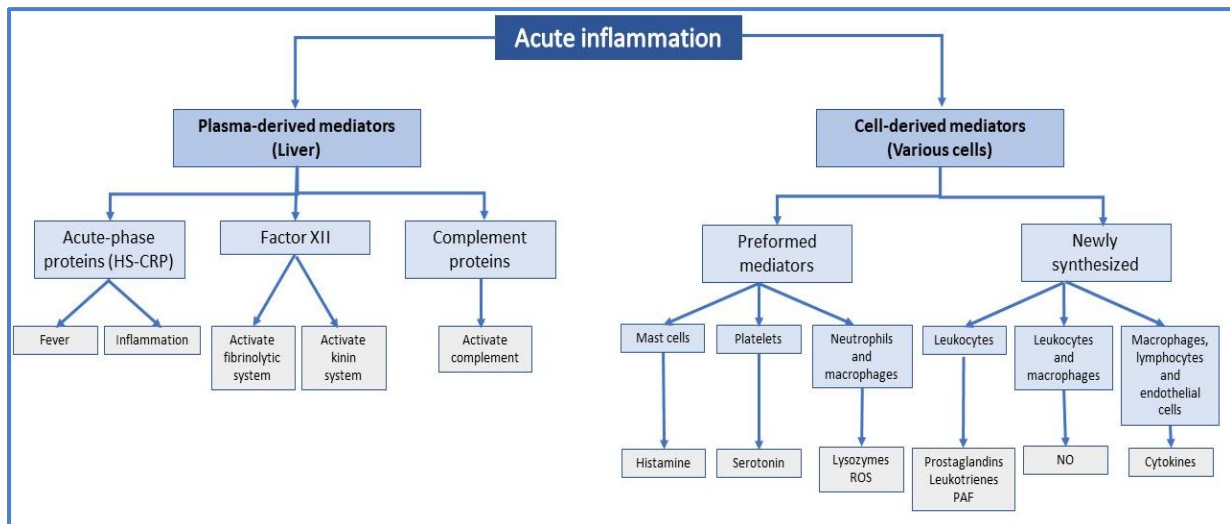 Acute inflammation
Plasma-derived mediators
(Liver)
Cell-derived mediators
(Various cells)
Acute-phase
proteins (HS-CRP)
Factor XII
Complement
proteins
Preformed
mediators
Newly
synthesized
Fever
Inflammation
Activate
fibrinolytic
system
Activate
kinin
system
Activate
complement
Mast cells
Platelets
Neutrophils
and
macrophages
Leukocytes
Leukocytes
and
macrophages
Macrophages,
lymphocytes
and
endothelial
cells
Histamine
Serotonin
Lysozymes
ROS
Prostaglandins
Leukotrienes
PAF
NO
Cytokines